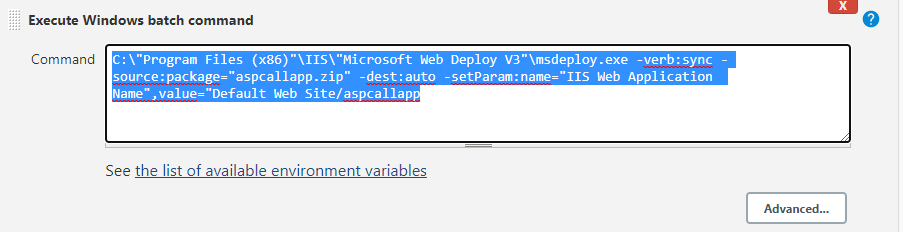 X
Execute Windows batch command
?
Command
C:\"Program Files (x86)"\IIS\"Microsoft Web Deploy V3"\msdeploy.exe -verb:sync -
source:package="aspcallapp.zip" -dest:auto -setParam:name="IIS Web Application
Name",value="Default Web Site/aspcallapp
See the list of available environment variables
Advanced...